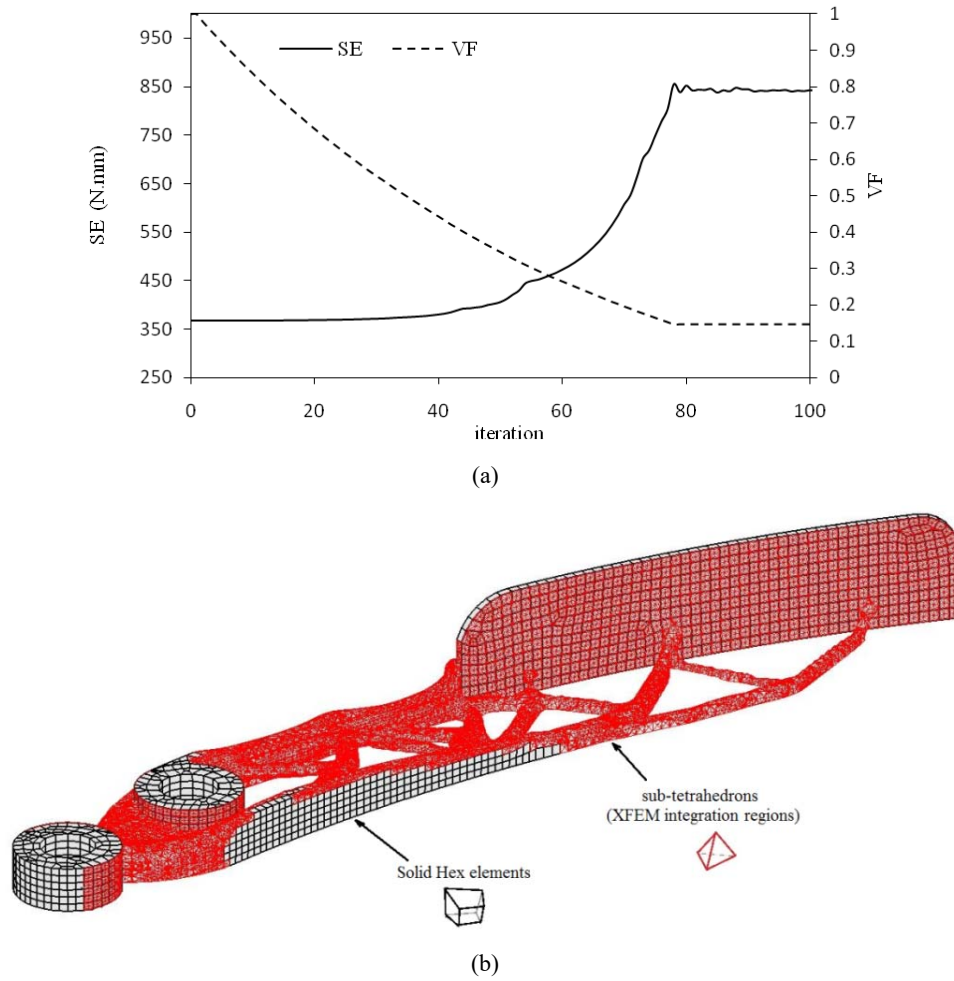 950
850
750
650
550
450
350
250
SE (N.mm)
SE
VF
1
0.9
0.8
0.7
0.6
0.5
0.4
0.3
0.2
0.1
0
VF
0 20 40 60 80 100
iteration
(a)
sub-tetrahedrons
(XFEM integration regions)
Solid Hex elements
(b)